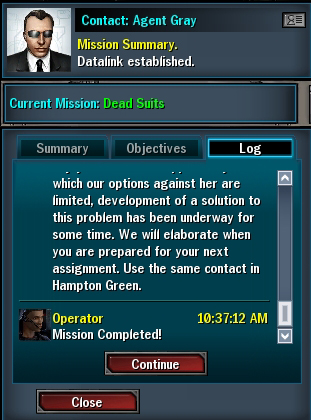 Contact: Agent Gray
Mission Summary.
Datalink established.
Current Mission: Dead Suits
Summary
Objectives
Log
which our options against her are
limited, development of a solution to
this problem has been underway for
some time. We will elaborate when
you are prepared for your next
assignment. Use the same contact in
Hampton Green.
Operator 10:37:12 AM
Mission Completed!
Continue
Close